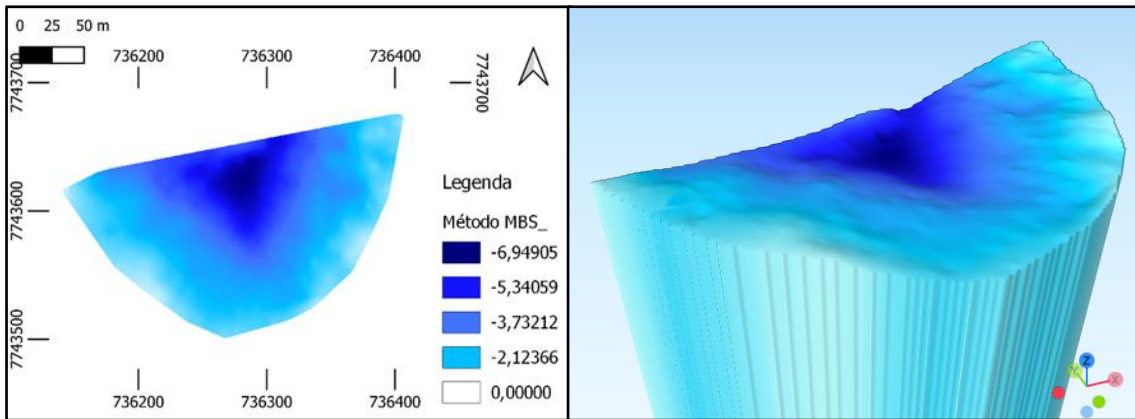 0 25 50 m
736200 736300 736400
7743700 7743700
7743600
7743500
736200 736300 736400
Legenda
Método MBS_
-6,94905
-5,34059
-3,73212
-2,12366
0,00000
Z
Y
X